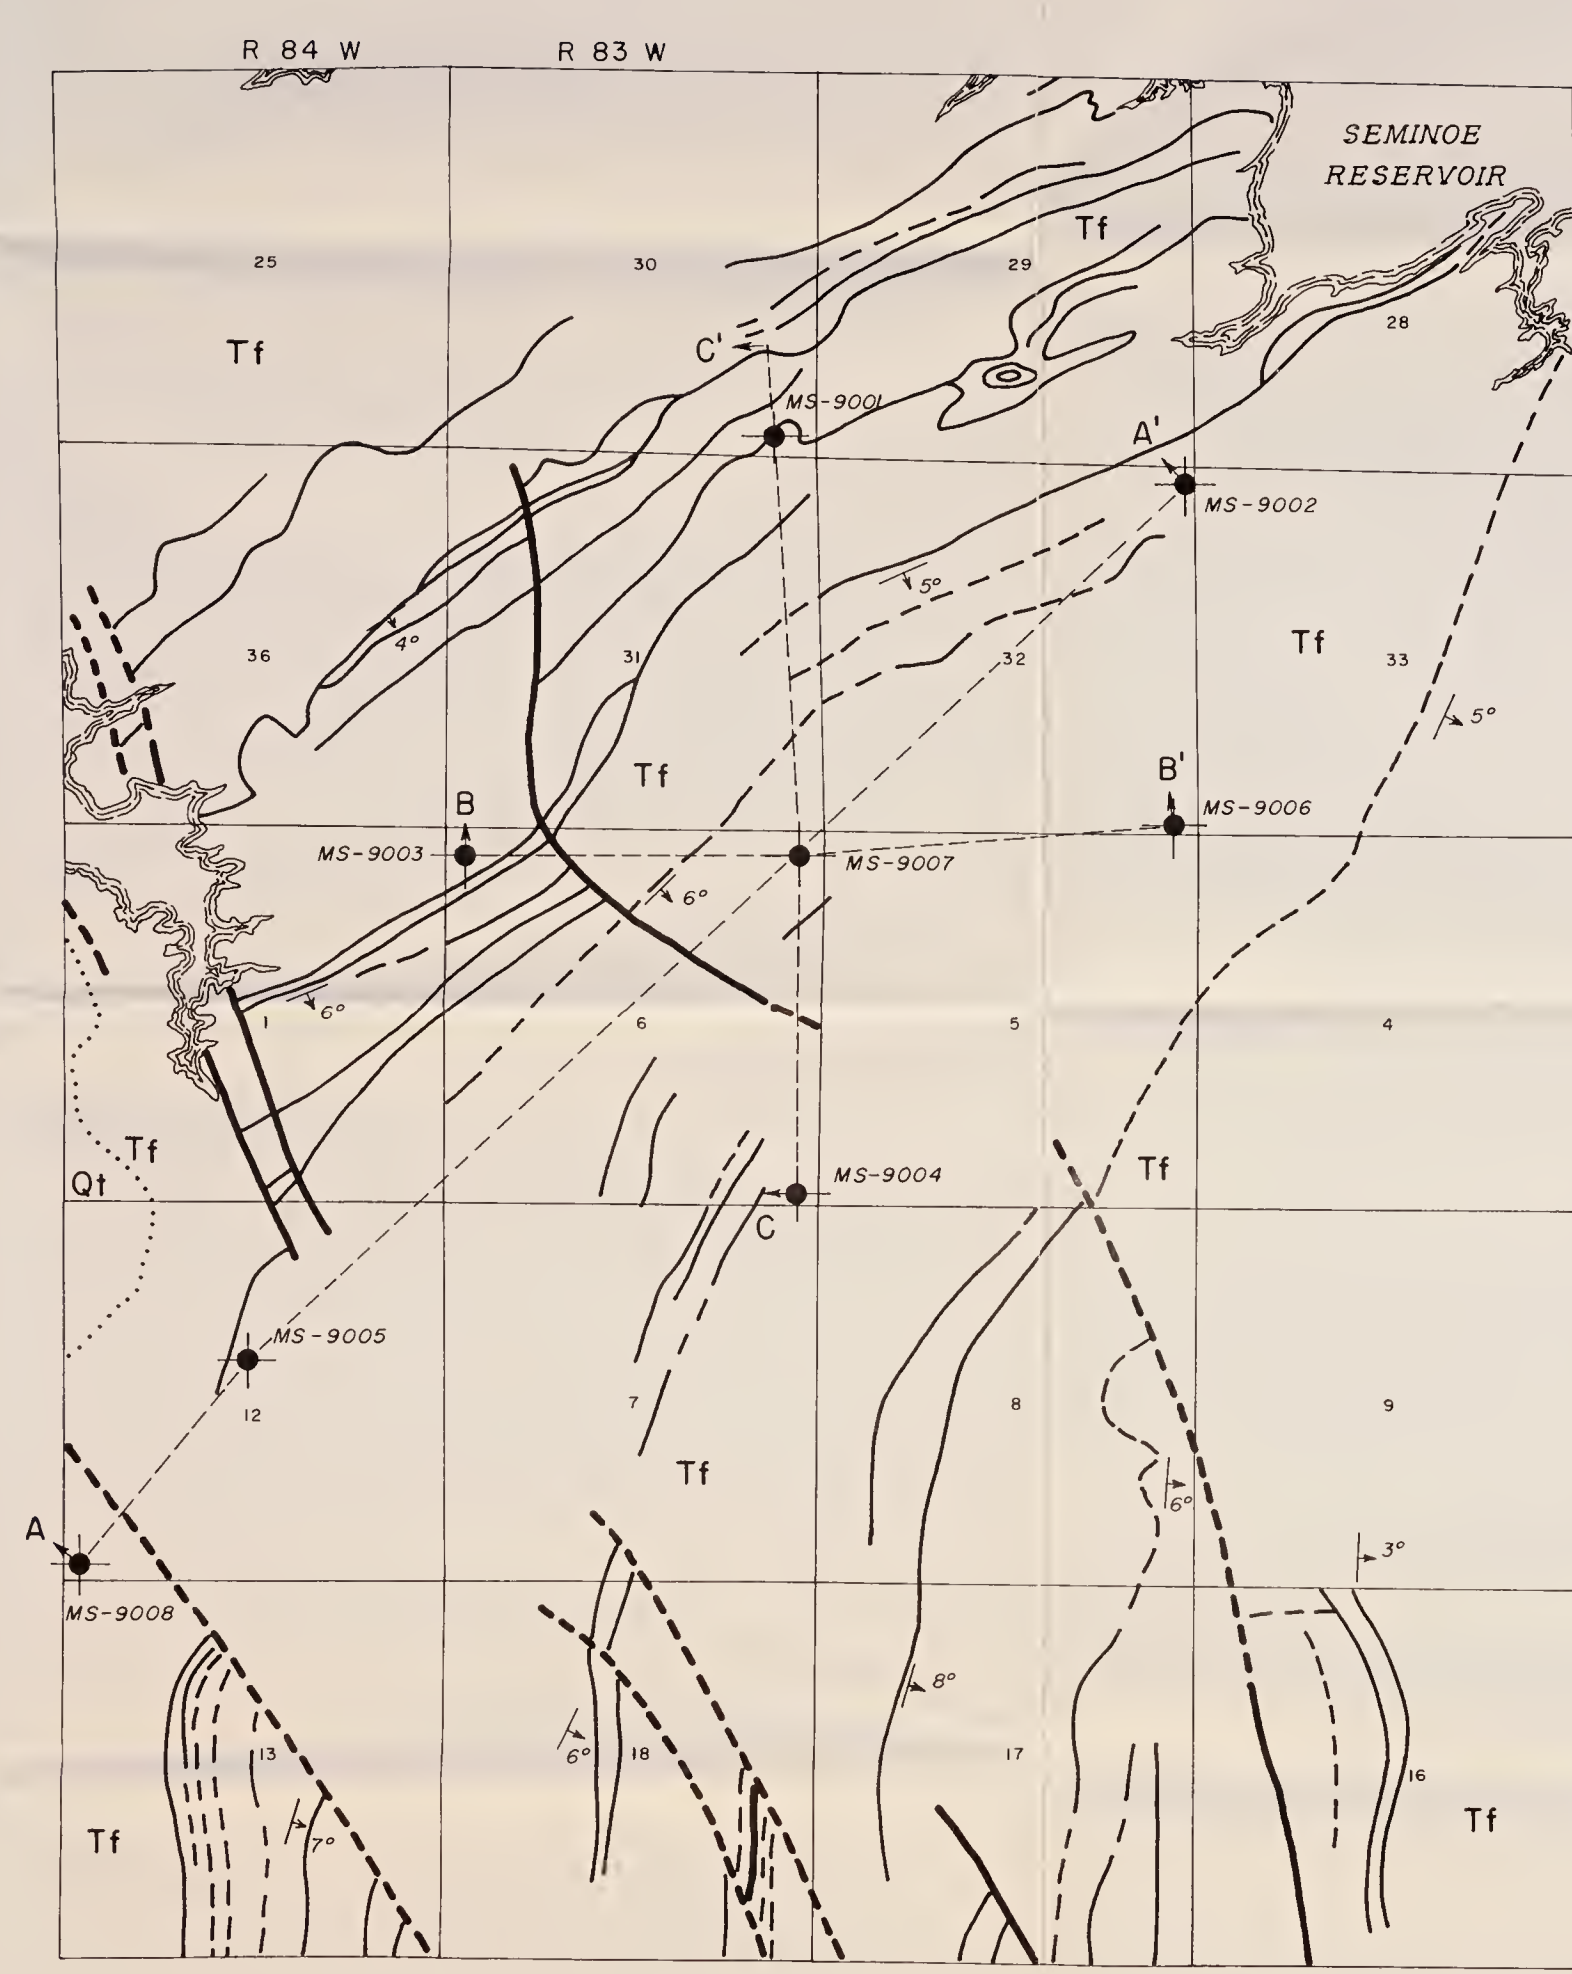 R 84 W R 83 W
SEMINOE
RESERVOIR
Tf
25 30 29
28
Tf
C'
MS-9001
A'
MS-9002
5°
4°
36 31 32 Tf 33
5°
Tf B'
B MS-9006
MS-9003 MS-9007
6°
6°
1 6 5 4
Tf Tf
Qt MS-9004
C
MS-9005
12 7 8 9
Tf
6°
A 3°
MS-9008
8°
6°
13 18 17 16
7°
Tf Tf